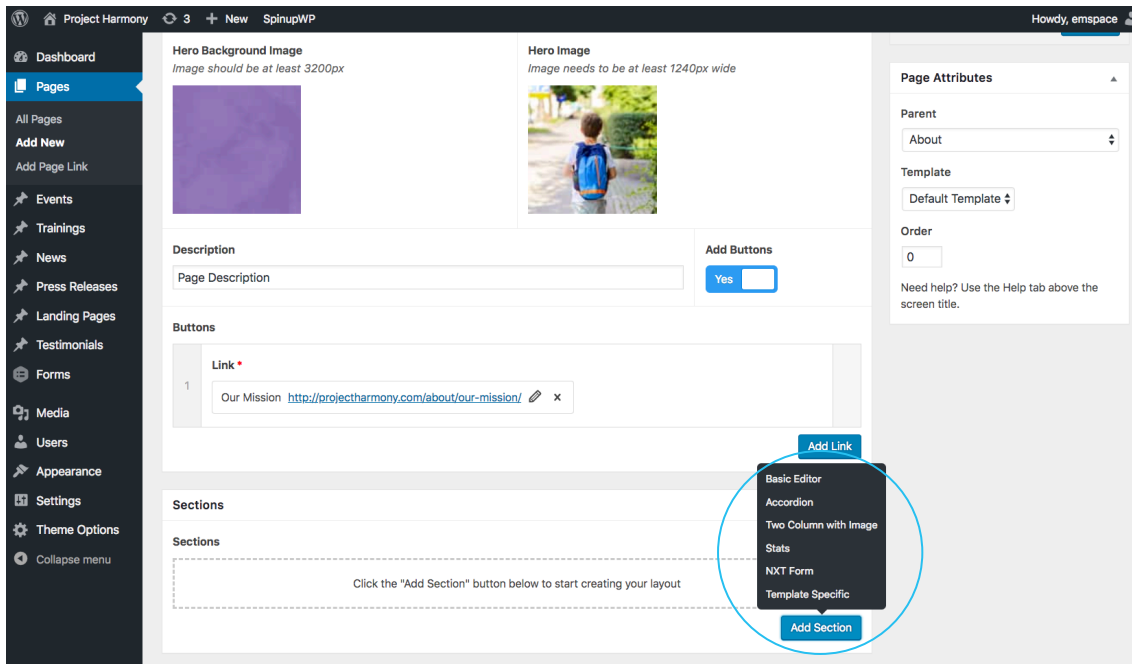 Project Harmony 3 New SpinupWP Howdy, emspace
Dashboard
Pages
All Pages
Add New
Add Page Link
Events
Trainings
News
Press Releases
Landing Pages
Testimonials
Forms
Media
Users
Appearance
Settings
Theme Options
Collapse menu
Hero Background Image
Image should be at least 3200px
Hero Image
Image needs to be at least 1240px wide
Description
Page Description
Add Buttons
Yes
Buttons
1
Link *
Our Mission http://projectharmony.com/about/our-mission/
Add Link
Sections
Sections
Click the "Add Section" button below to start creating your layout
Basic Editor
Accordion
Two Column with Image
Stats
NXT Form
Template Specific
Add Section
Page Attributes
Parent
About
Template
Default Template
Order
0
Need help? Use the Help tab above the
screen title.